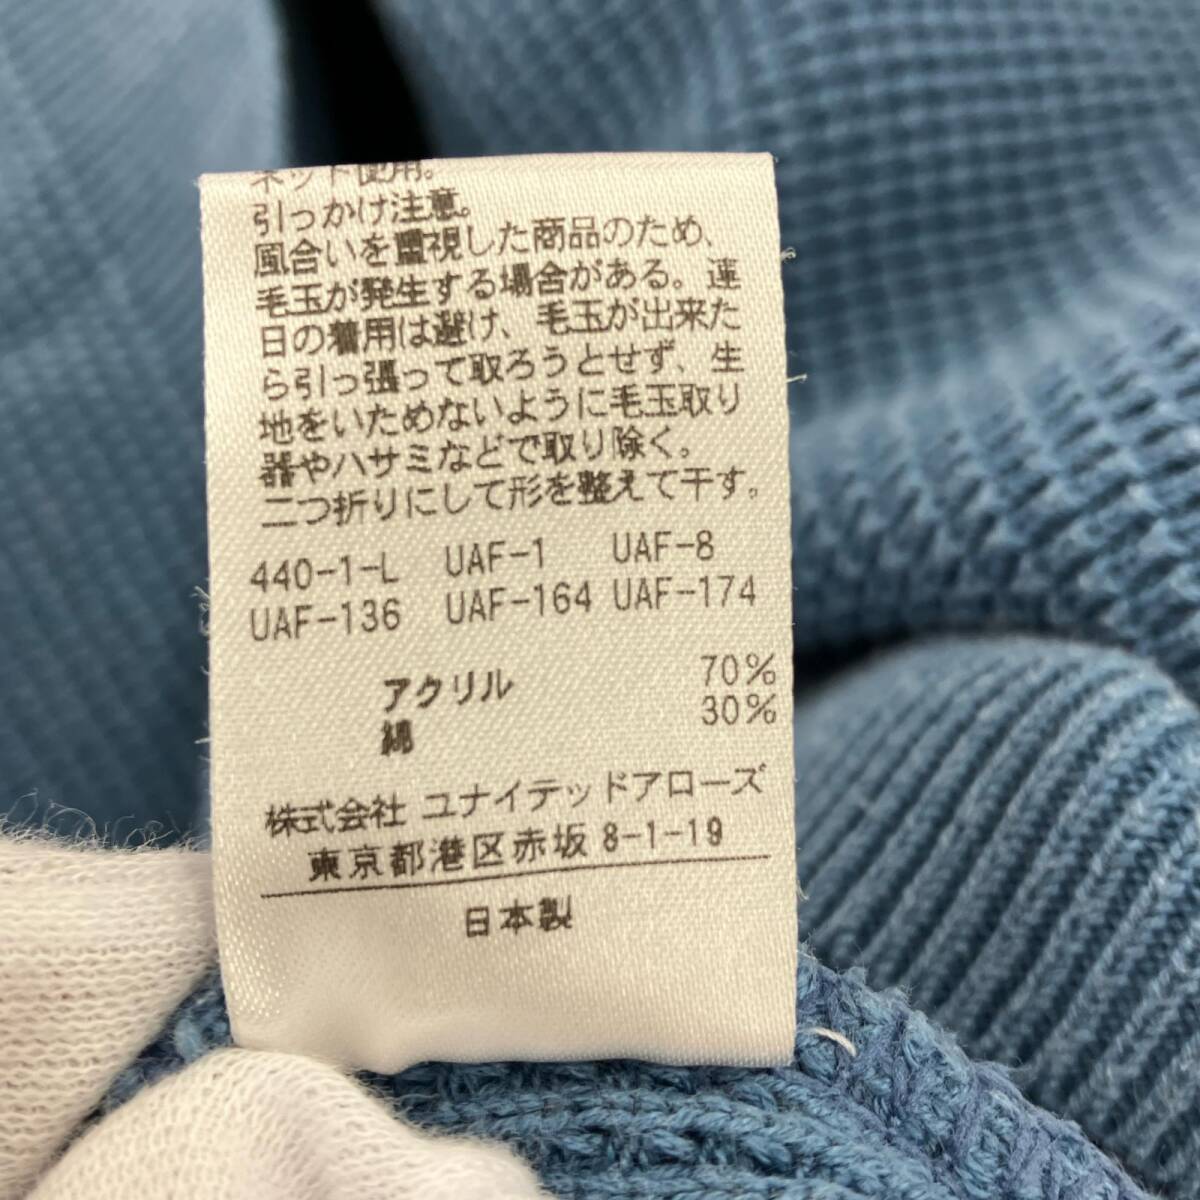 ネット使用。
引っかけ注意。
風合いを重視した商品のため、
毛玉が発生する場合がある。連
日の着用は避け、毛玉が出来た
ら引っ張って取ろうとせず、生
地をいためないように毛玉取り
器やハサミなどで取り除く。
二つ折りにして形を整えて干す。
440-1-L UAF-1 UAF-8
UAF-136 UAF-164 UAF-174
アクリル 70%
綿 30%
株式会社 ユナイテッドアローズ
東京都港区赤坂 8-1-19
日本製